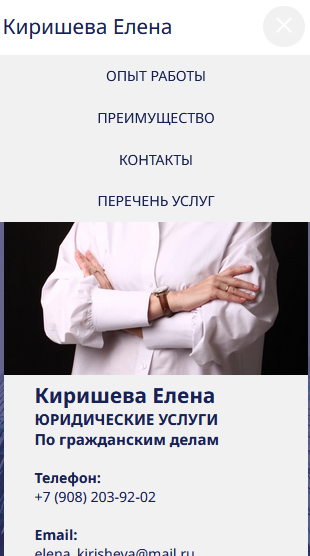 Киришева Елена
ОПЫТ РАБОТЫ
ПРЕИМУЩЕСТВО
КОНТАКТЫ
ПЕРЕЧЕНЬ УСЛУГ
Киришева Елена
ЮРИДИЧЕСКИЕ УСЛУГИ
По гражданским делам
Телефон:
+7 (908) 203-92-02
Email:
elena_kirisheva@mail.ru